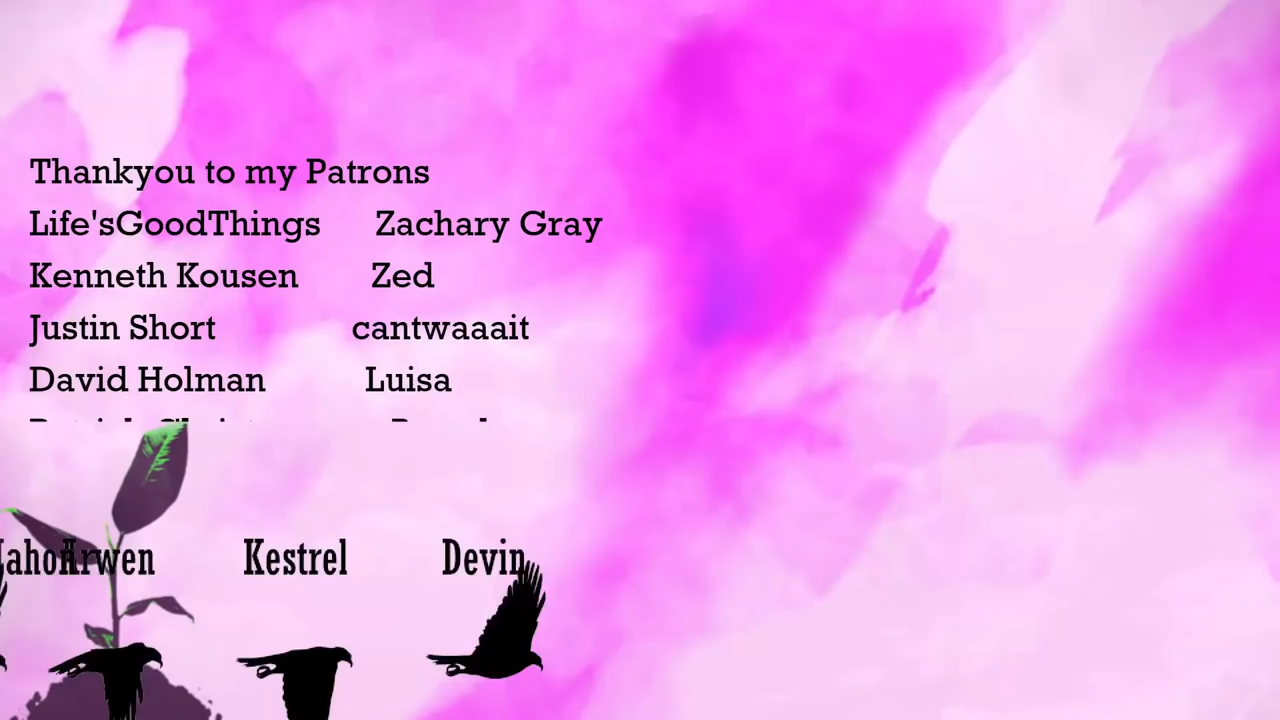 Thankyou to my Patrons
Life'sGoodThings Zachary Gray
Kenneth Kousen Zed
Justin Short cantwaaait
David Holman Luisa
Arwen Kestrel Devin